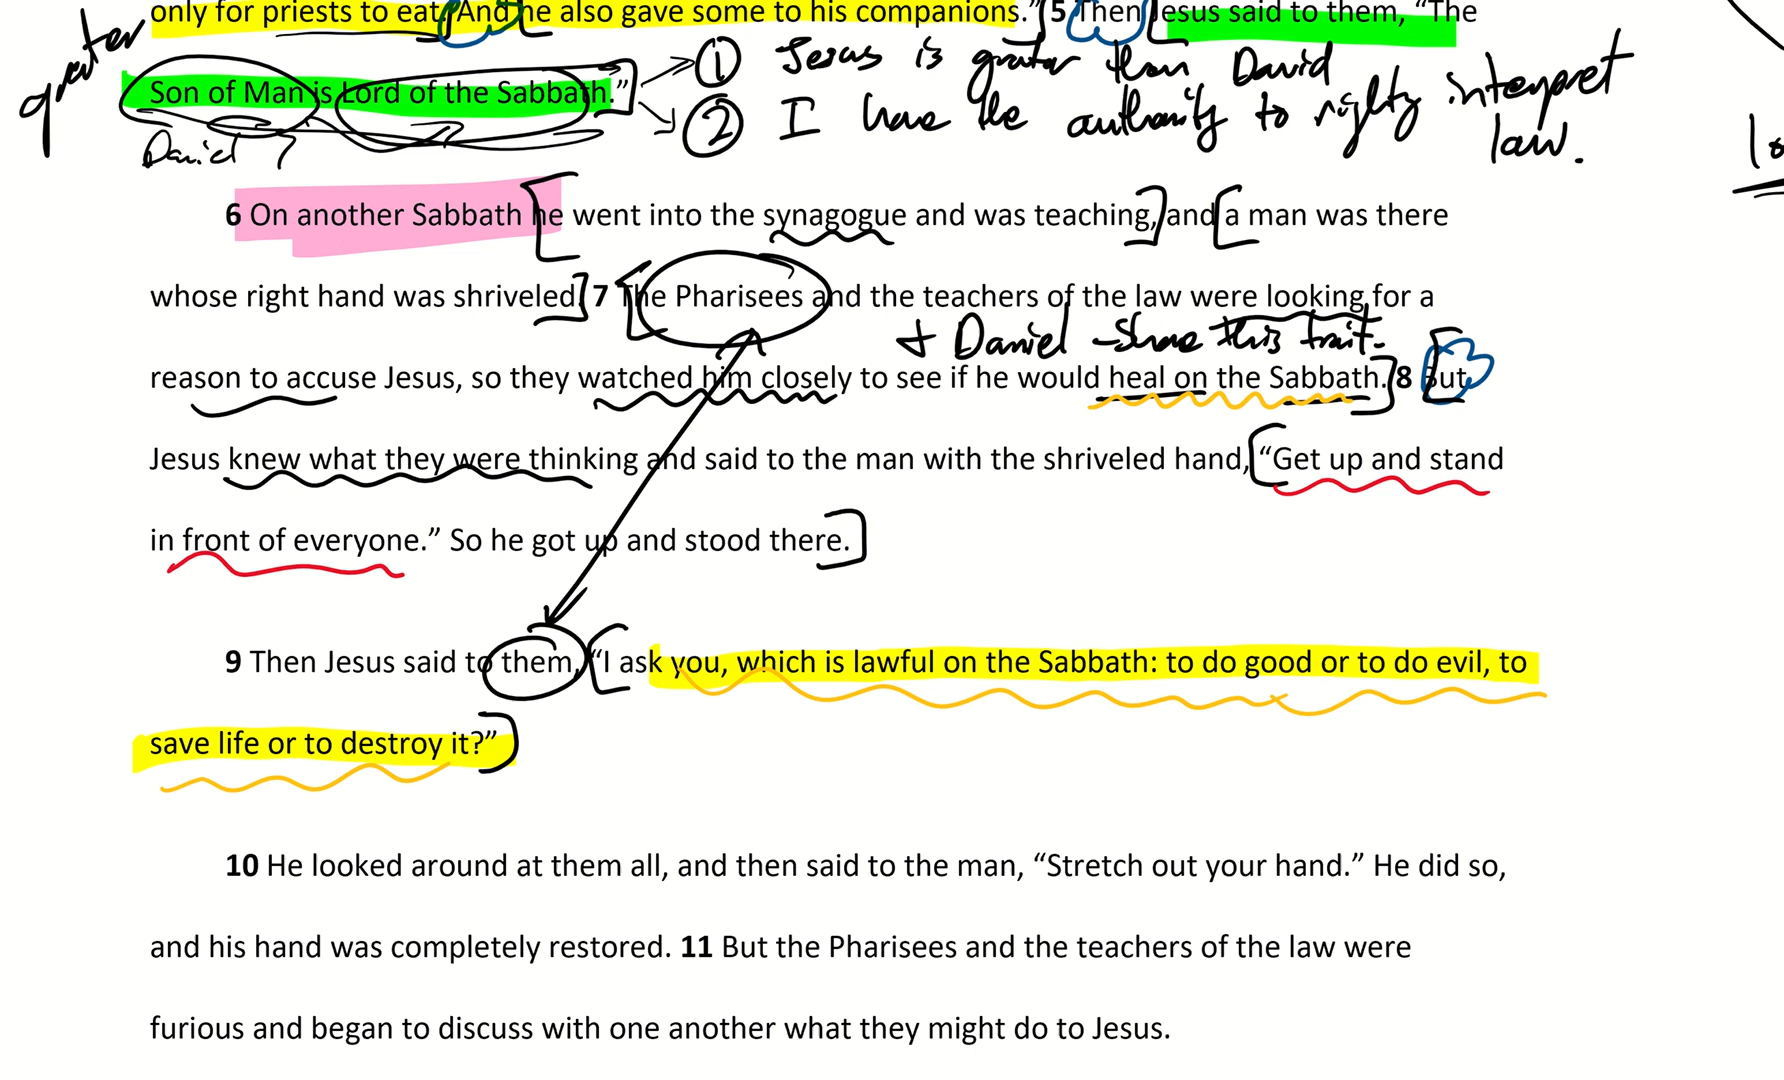 only for priests to eat. And he also gave some to his companions.” 5 Then Jesus said to them, “The
greater
① Jesus is greater than David
Son of Man is Lord of the Sabbath.”
② I have the authority to rightly interpret law.
Daniel 7
6 On another Sabbath he went into the synagogue and was teaching, and a man was there
whose right hand was shriveled. 7 The Pharisees and the teachers of the law were looking for a
+ Daniel - share this trait.
reason to accuse Jesus, so they watched him closely to see if he would heal on the Sabbath. 8 But
Jesus knew what they were thinking and said to the man with the shriveled hand, “Get up and stand
in front of everyone.” So he got up and stood there.
9 Then Jesus said to them, “I ask you, which is lawful on the Sabbath: to do good or to do evil, to
save life or to destroy it?”
10 He looked around at them all, and then said to the man, “Stretch out your hand.” He did so,
and his hand was completely restored. 11 But the Pharisees and the teachers of the law were
furious and began to discuss with one another what they might do to Jesus.